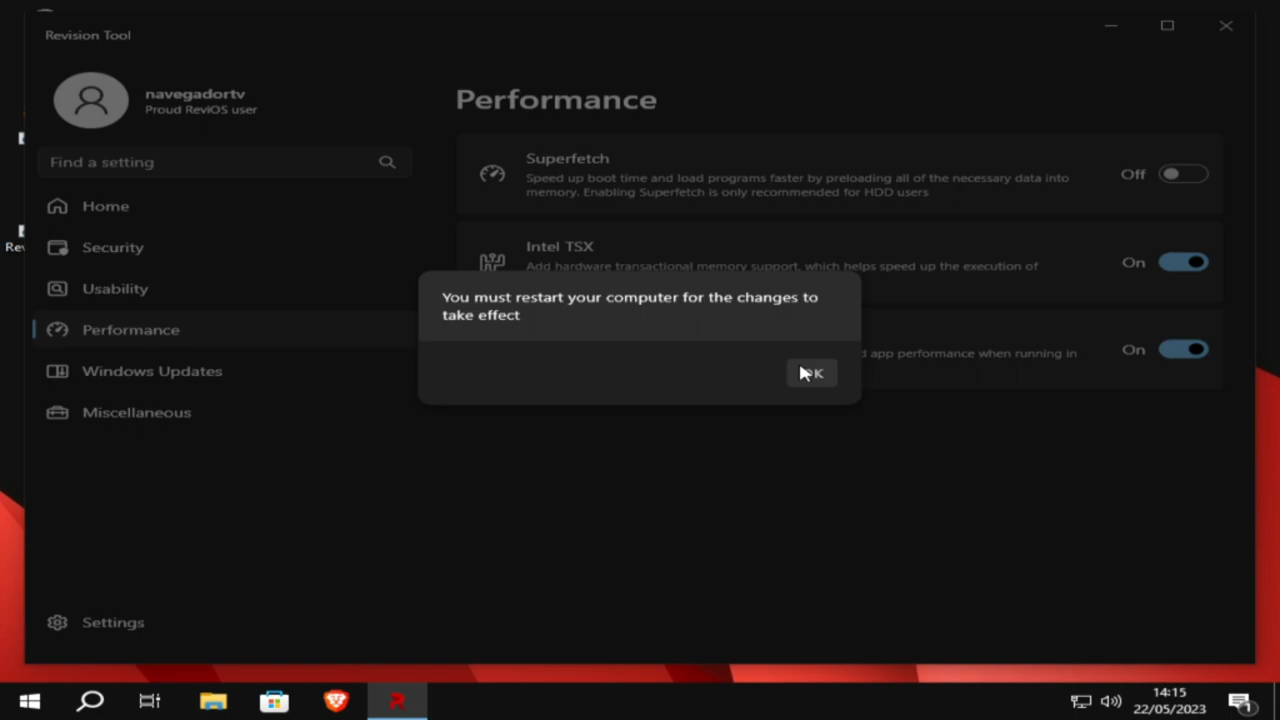 Revision Tool
navegadortv
Proud ReviOS user
Find a setting
Home
Security
Usability
Performance
Windows Updates
Miscellaneous
Settings
Performance
Superfetch
Speed up boot time and load programs faster by preloading all of the necessary data into
memory. Enabling Superfetch is only recommended for HDD users
Off
Intel TSX
Add hardware transactional memory support, which helps speed up the execution of
On
d app performance when running in
On
You must restart your computer for the changes to
take effect
Rev
14:15
22/05/2023
1